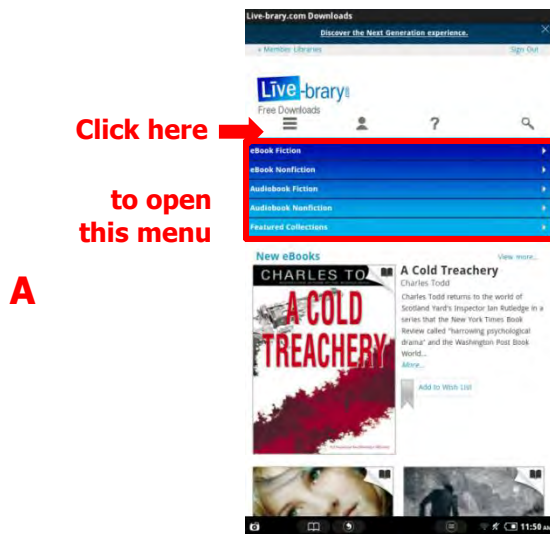 Live-brary.com Downloads
Discover the Next Generation experience.
« Member Libraries
Sign Out
Live-brary
Free Downloads
Click here
to open
this menu
A
eBook Fiction
eBook Nonfiction
Audiobook Fiction
Audiobook Nonfiction
Featured Collections
New eBooks
View more...
CHARLES TO
A COLD
TREACHERY
A Cold Treachery
Charles Todd
Charles Todd returns to the world of
Scotland Yard's Inspector Ian Rutledge in a
series that the New York Times Book
Review called "harrowing psychological
drama" and the Washington Post Book
World...
More...
Add to Wish List
11:50 AM